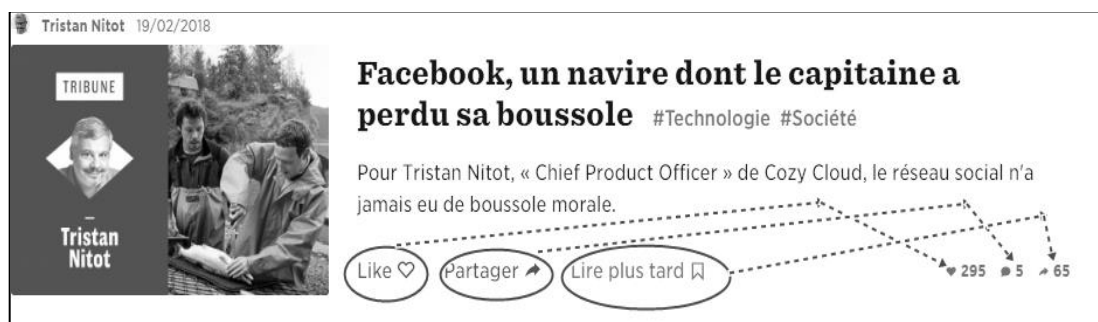 Tristan Nitot 19/02/2018
TRIBUNE
Tristan
Nitot
Facebook, un navire dont le capitaine a
perdu sa boussole #Technologie #Société
Pour Tristan Nitot, « Chief Product Officer » de Cozy Cloud, le réseau social n'a
jamais eu de boussole morale.
Like Partager Lire plus tard 295 5 65